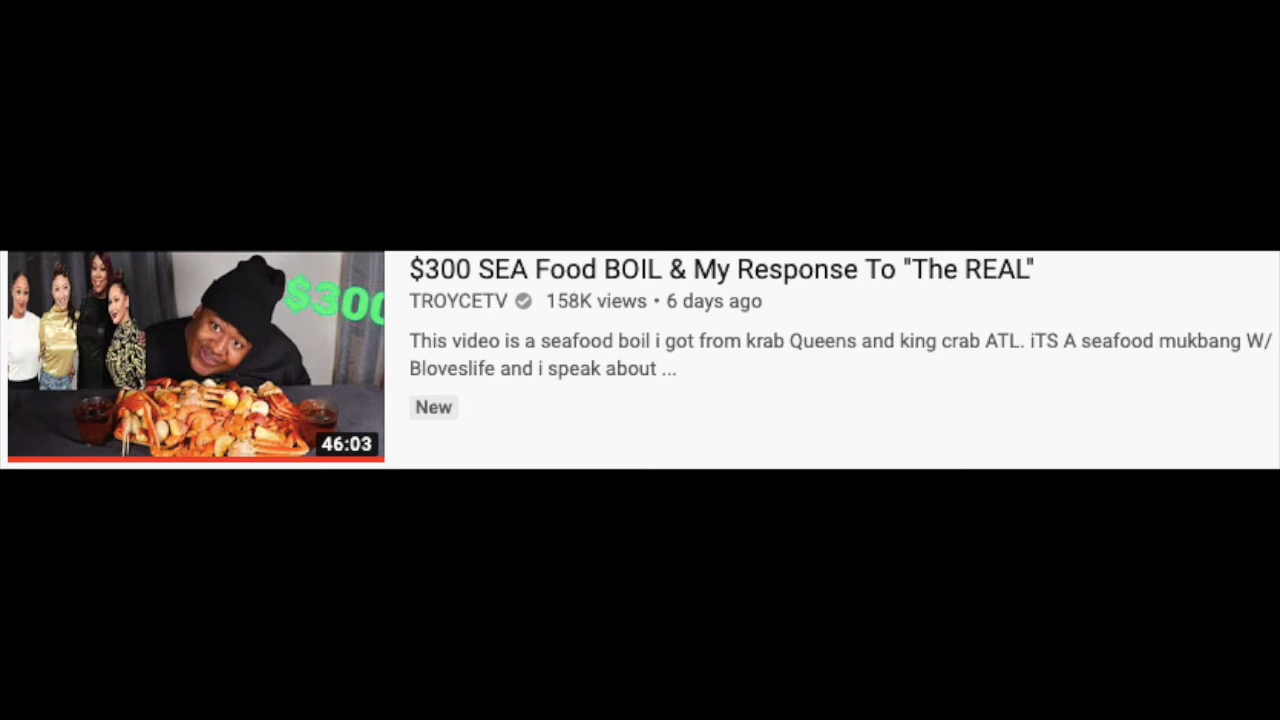 $300
46:03
$300 SEA Food BOIL & My Response To "The REAL"
TROYCETV 158K views • 6 days ago
This video is a seafood boil i got from krab Queens and king crab ATL. iTS A seafood mukbang W/
Bloveslife and i speak about ...
New